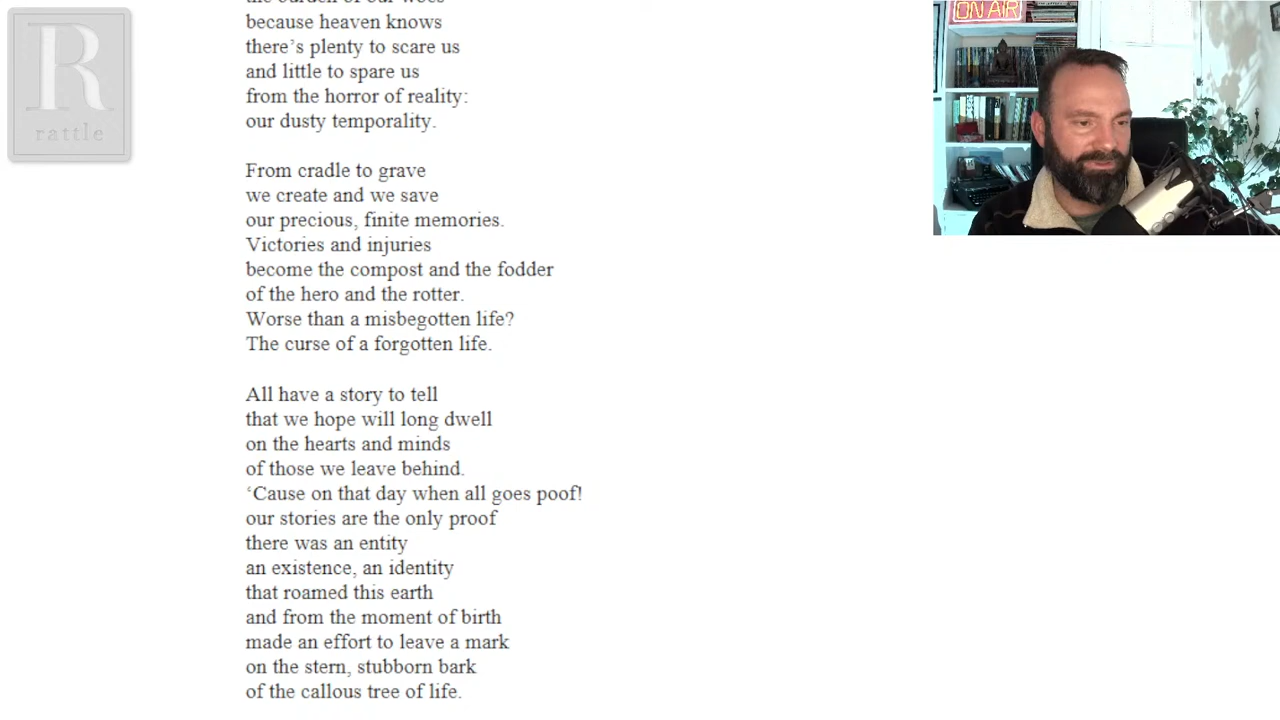 the burden of our woes
because heaven knows
there's plenty to scare us
and little to spare us
from the horror of reality:
our dusty temporality.
From cradle to grave
we create and we save
our precious, finite memories.
Victories and injuries
become the compost and the fodder
of the hero and the rotter.
Worse than a misbegotten life?
The curse of a forgotten life.
All have a story to tell
that we hope will long dwell
on the hearts and minds
of those we leave behind.
‘Cause on that day when all goes poof!
our stories are the only proof
there was an entity
an existence, an identity
that roamed this earth
and from the moment of birth
made an effort to leave a mark
on the stern, stubborn bark
of the callous tree of life.
R
rattle
ON AIR